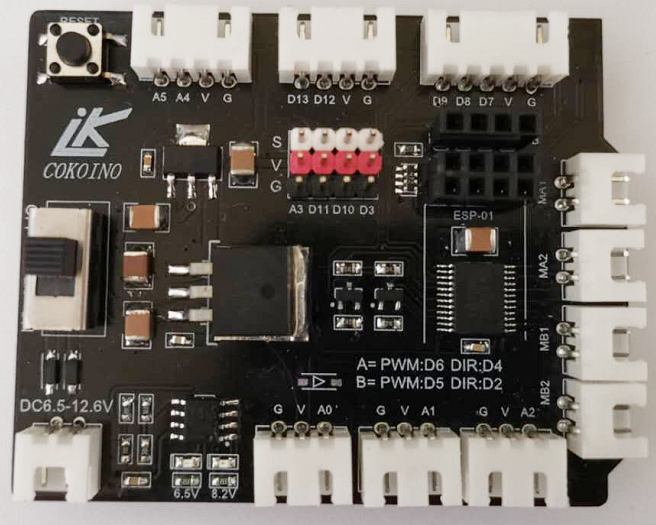 RESET
A5 A4 V G
D13 D12 V G
D9 D8 D7 V G
COKOINO
S
V
G
A3 D11 D10 D3
ESP-01
MA1
MA2
MB1
MB2
A= PWM:D6 DIR:D4
B= PWM:D5 DIR:D2
DC6.5-12.6V
G V A0
G V A1
G V A2
6.5V 8.2V